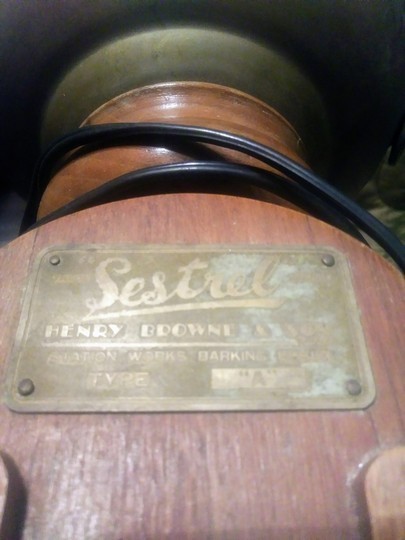 Sestrel
HENRY BROWNE
STATION WORKS BARKING
TYPE "A"